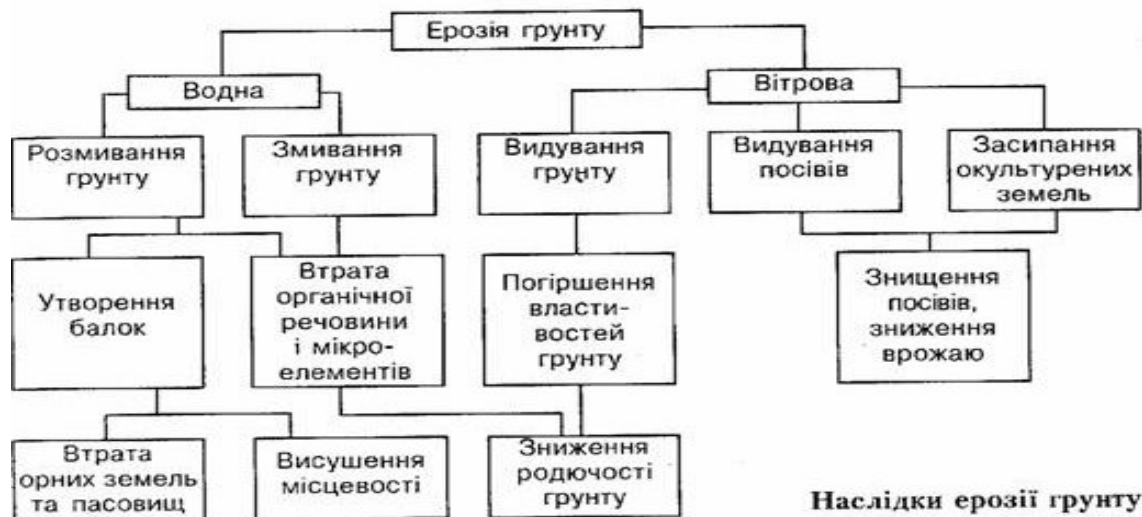 Ерозія грунту
Водна
Вітрова
Розмивання
грунту
Змивання
грунту
Видування
грунту
Видування
посівів
Засипання
окультурених
земель
Утворення
балок
Втрата
органічної
речовини
і мікро-
елементів
Погіршення
власти-
востей
грунту
Знищення
посівів,
зниження
врожаю
Втрата
орних земель
та пасовищ
Висушення
місцевості
Зниження
родючості
грунту
Наслідки ерозії грунту